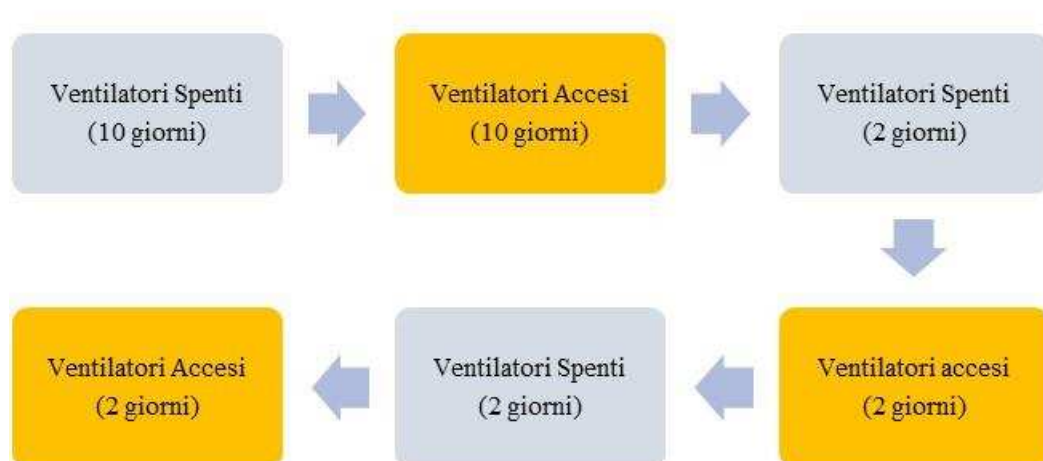 Ventilatori Spenti
(10 giorni)
Ventilatori Accesi
(10 giorni)
Ventilatori Spenti
(2 giorni)
Ventilatori accesi
(2 giorni)
Ventilatori Spenti
(2 giorni)
Ventilatori Accesi
(2 giorni)